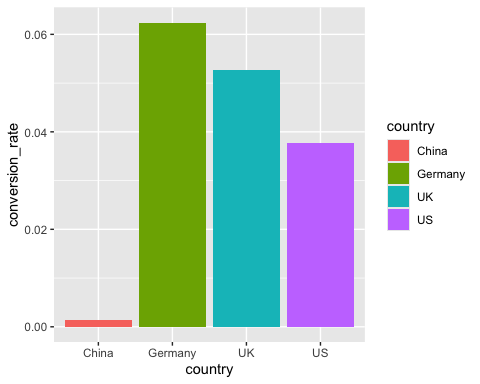 conversion_rate
0.06
0.04
0.02
0.00
China Germany UK US
country
country
China
Germany
UK
US